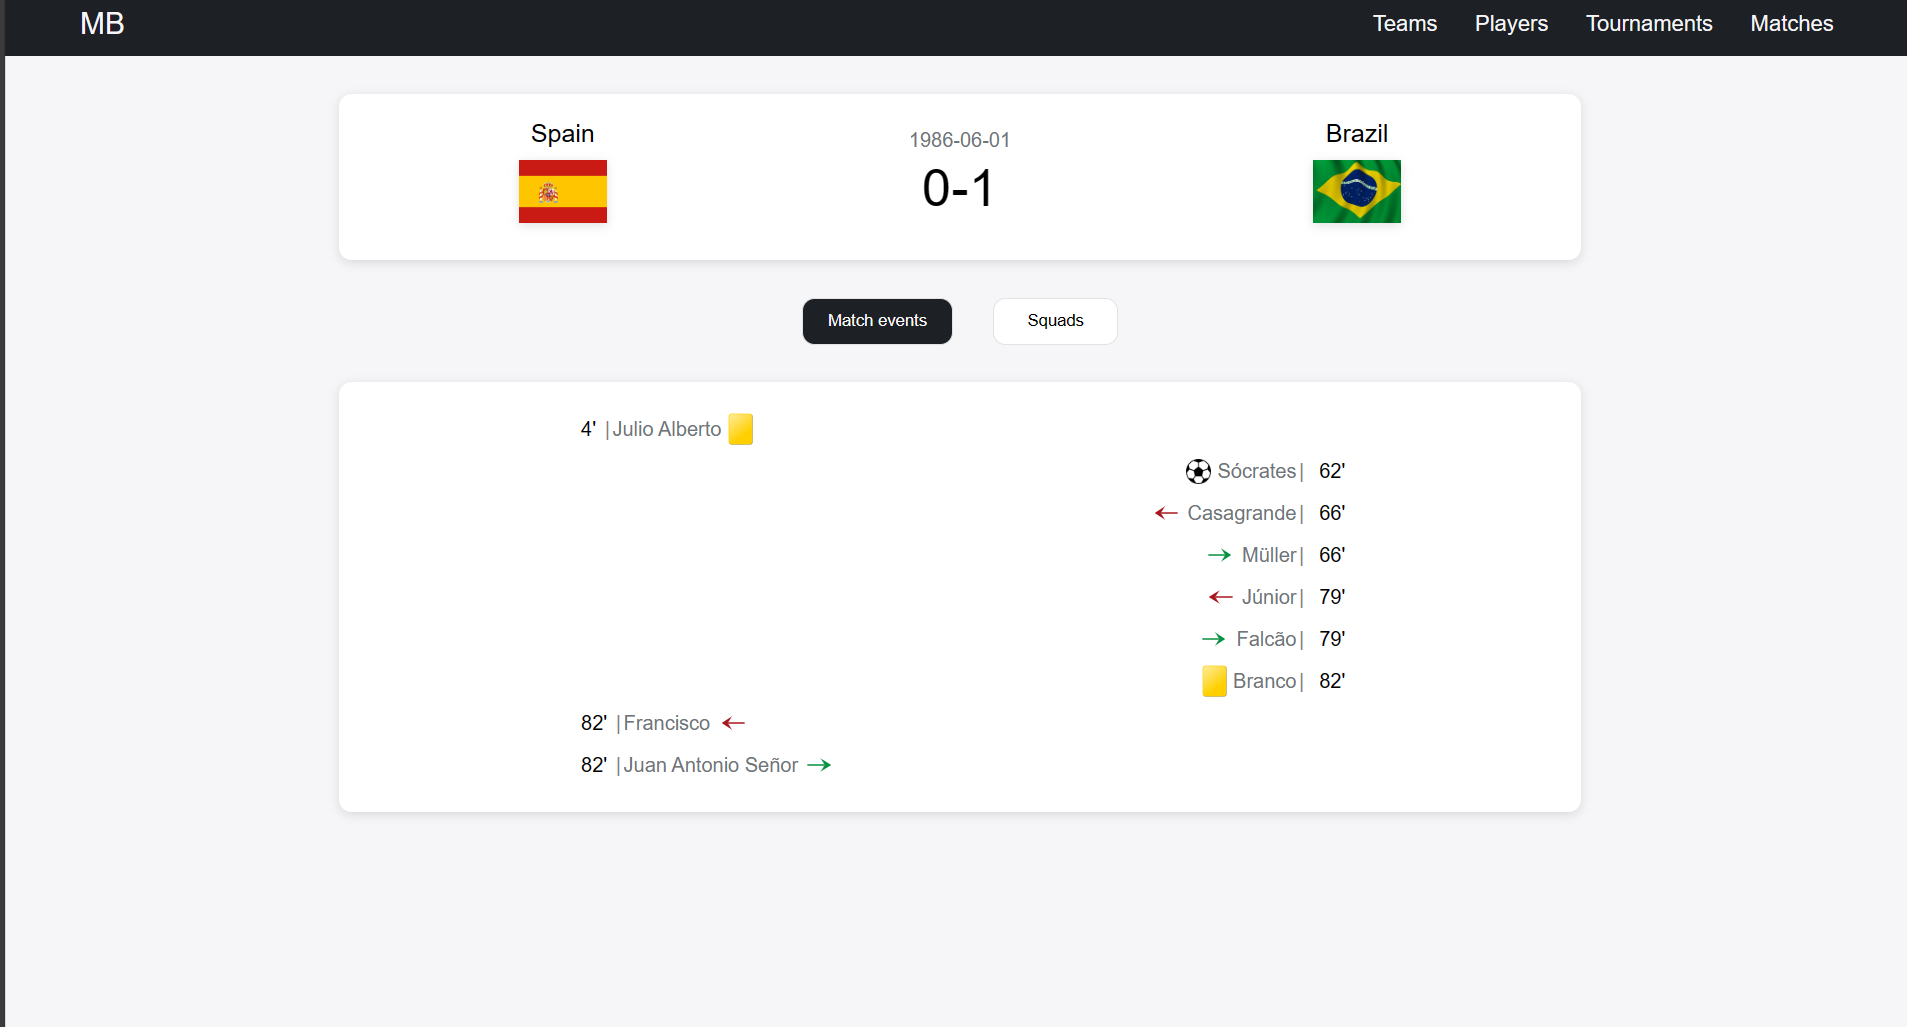 MB Teams Players Tournaments Matches
Spain
1986-06-01
Brazil
0-1
Match events Squads
4' |Julio Alberto
Sócrates| 62'
Casagrande| 66'
Müller| 66'
Júnior| 79'
Falcão| 79'
Branco| 82'
82' |Francisco
82' |Juan Antonio Señor